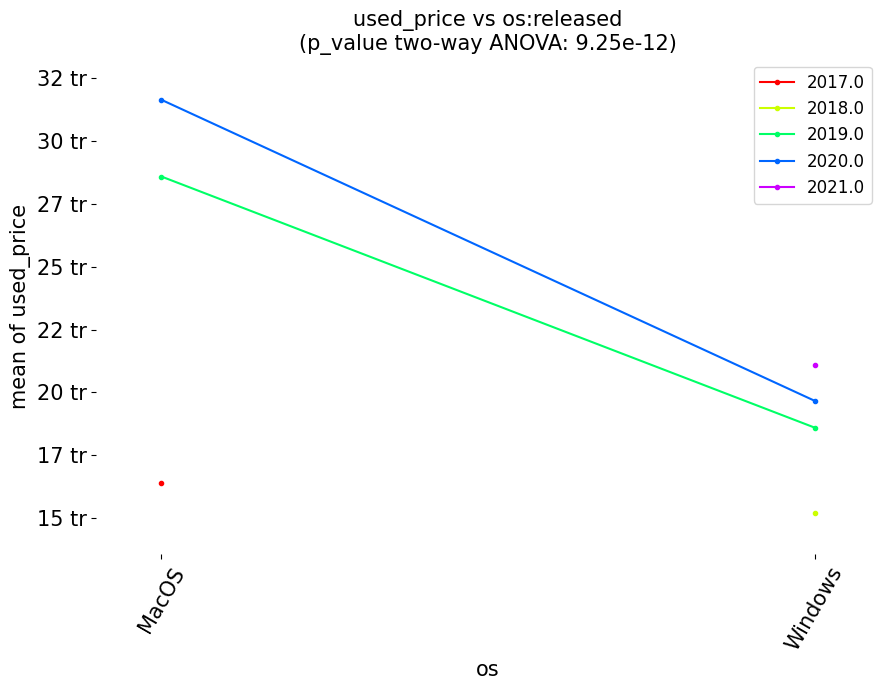 used_price vs os:released
(p_value two-way ANOVA: 9.25e-12)
32 tr
30 tr
27 tr
25 tr
22 tr
20 tr
17 tr
15 tr
mean of used_price
2017.0
2018.0
2019.0
2020.0
2021.0
MacOS
Windows
os